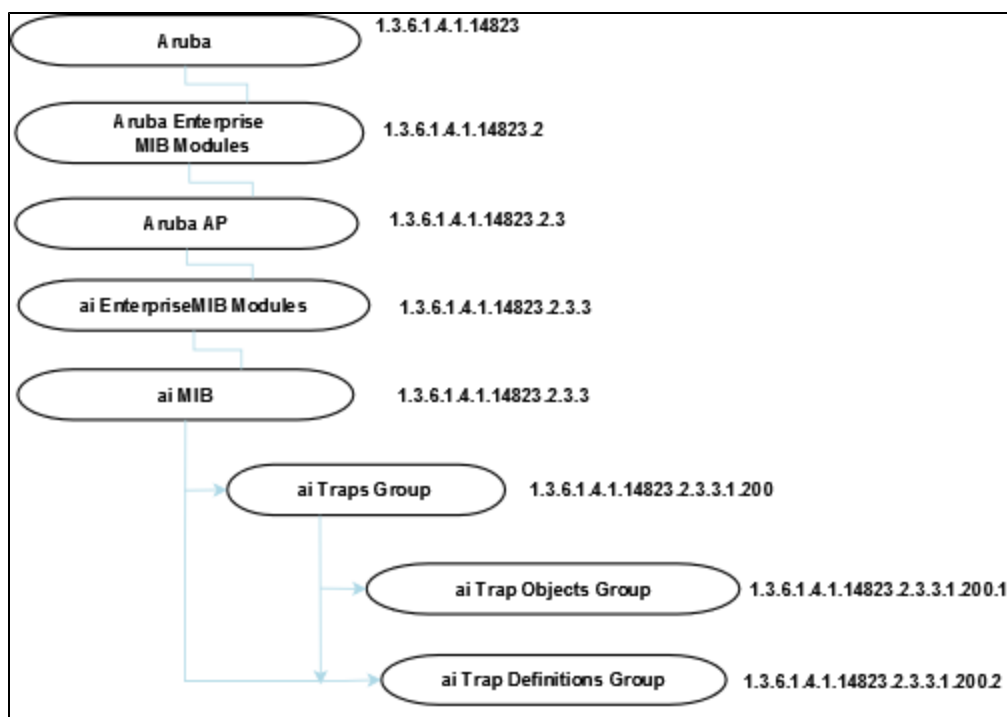 Aruba
1.3.6.1.4.1.14823
Aruba Enterprise
MIB Modules
1.3.6.1.4.1.14823.2
Aruba AP
1.3.6.1.4.1.14823.2.3
ai EnterpriseMIB Modules
1.3.6.1.4.1.14823.2.3.3
ai MIB
1.3.6.1.4.1.14823.2.3.3
ai Traps Group
1.3.6.1.4.1.14823.2.3.3.1.200
ai Trap Objects Group
1.3.6.1.4.1.14823.2.3.3.1.200.1
ai Trap Definitions Group
1.3.6.1.4.1.14823.2.3.3.1.200.2